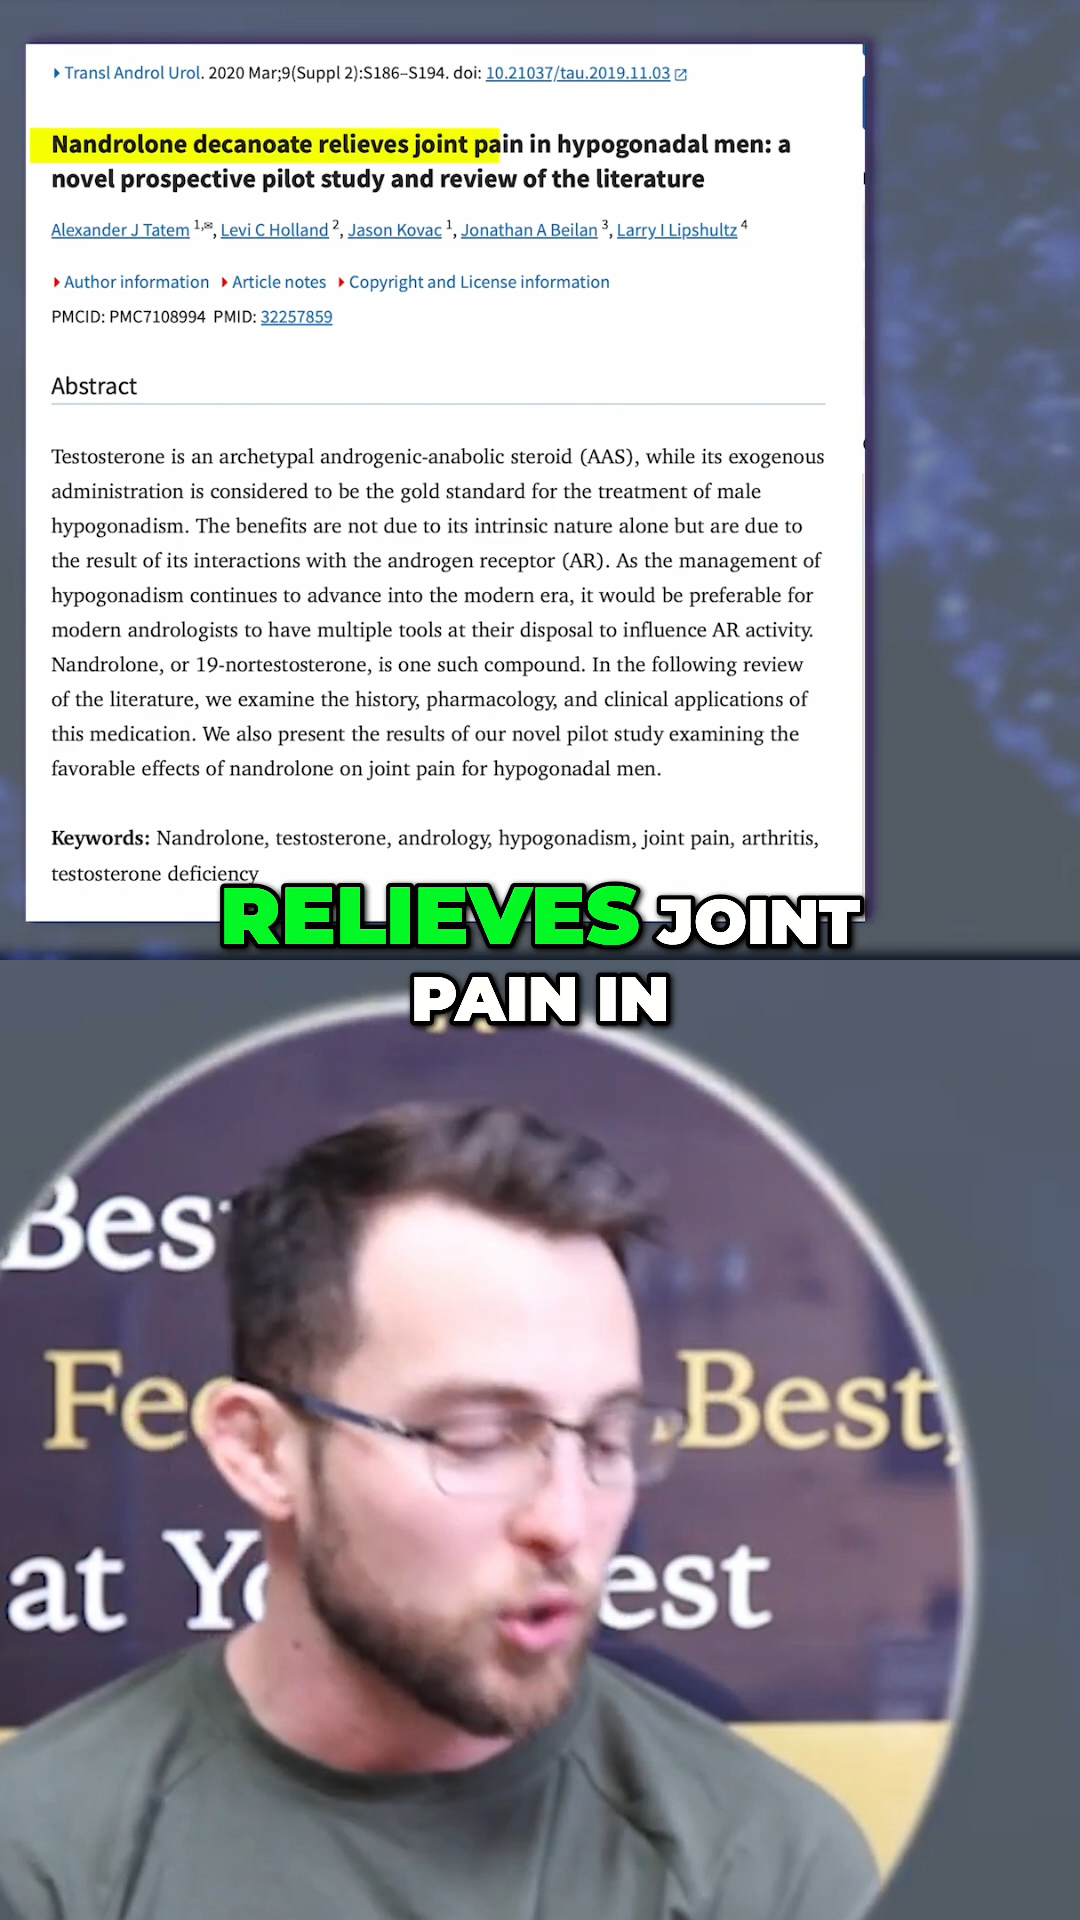 Transl Androl Urol. 2020 Mar;9(Suppl 2):S186–S194. doi: 10.21037/tau.2019.11.03
Nandrolone decanoate relieves joint pain in hypogonadal men: a
novel prospective pilot study and review of the literature
Alexander J Tatem 1,✉, Levi C Holland 2, Jason Kovac 1, Jonathan A Beilan 3, Larry I Lipshultz 4
Author information Article notes Copyright and License information
PMCID: PMC7108994 PMID: 32257859
Abstract
Testosterone is an archetypal androgenic-anabolic steroid (AAS), while its exogenous
administration is considered to be the gold standard for the treatment of male
hypogonadism. The benefits are not due to its intrinsic nature alone but are due to
the result of its interactions with the androgen receptor (AR). As the management of
hypogonadism continues to advance into the modern era, it would be preferable for
modern andrologists to have multiple tools at their disposal to influence AR activity.
Nandrolone, or 19-nortestosterone, is one such compound. In the following review
of the literature, we examine the history, pharmacology, and clinical applications of
this medication. We also present the results of our novel pilot study examining the
favorable effects of nandrolone on joint pain for hypogonadal men.
Keywords: Nandrolone, testosterone, andrology, hypogonadism, joint pain, arthritis,
testosterone deficiency
RELIEVES JOINT
PAIN IN
Best,
at